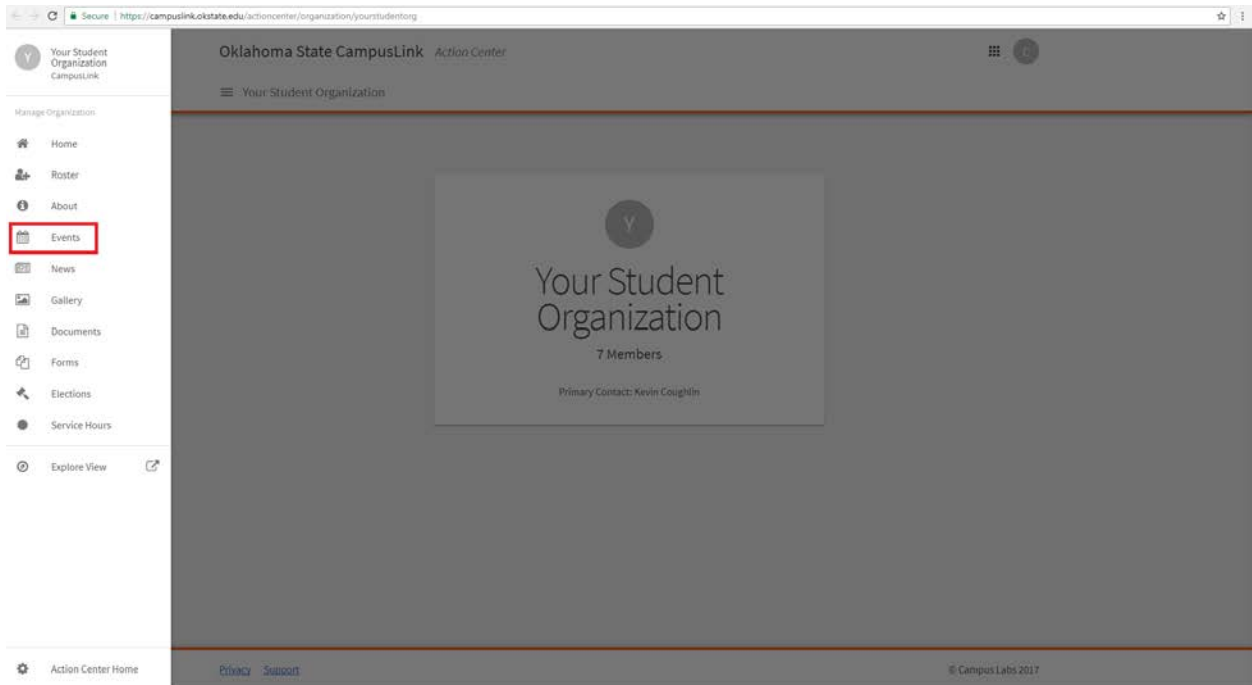 Secure | https://campuslink.okstate.edu/actioncenter/organization/yourstudentorg
Y
Your Student
Organization
CampusLink
Manage Organization
Home
Roster
About
Events
News
Gallery
Documents
Forms
Elections
Service Hours
Explore View
Action Center Home
Oklahoma State CampusLink Action Center
C
Your Student Organization
Y
Your Student
Organization
7 Members
Primary Contact: Kevin Coughlin
Privacy Support
© Campus Labs 2017